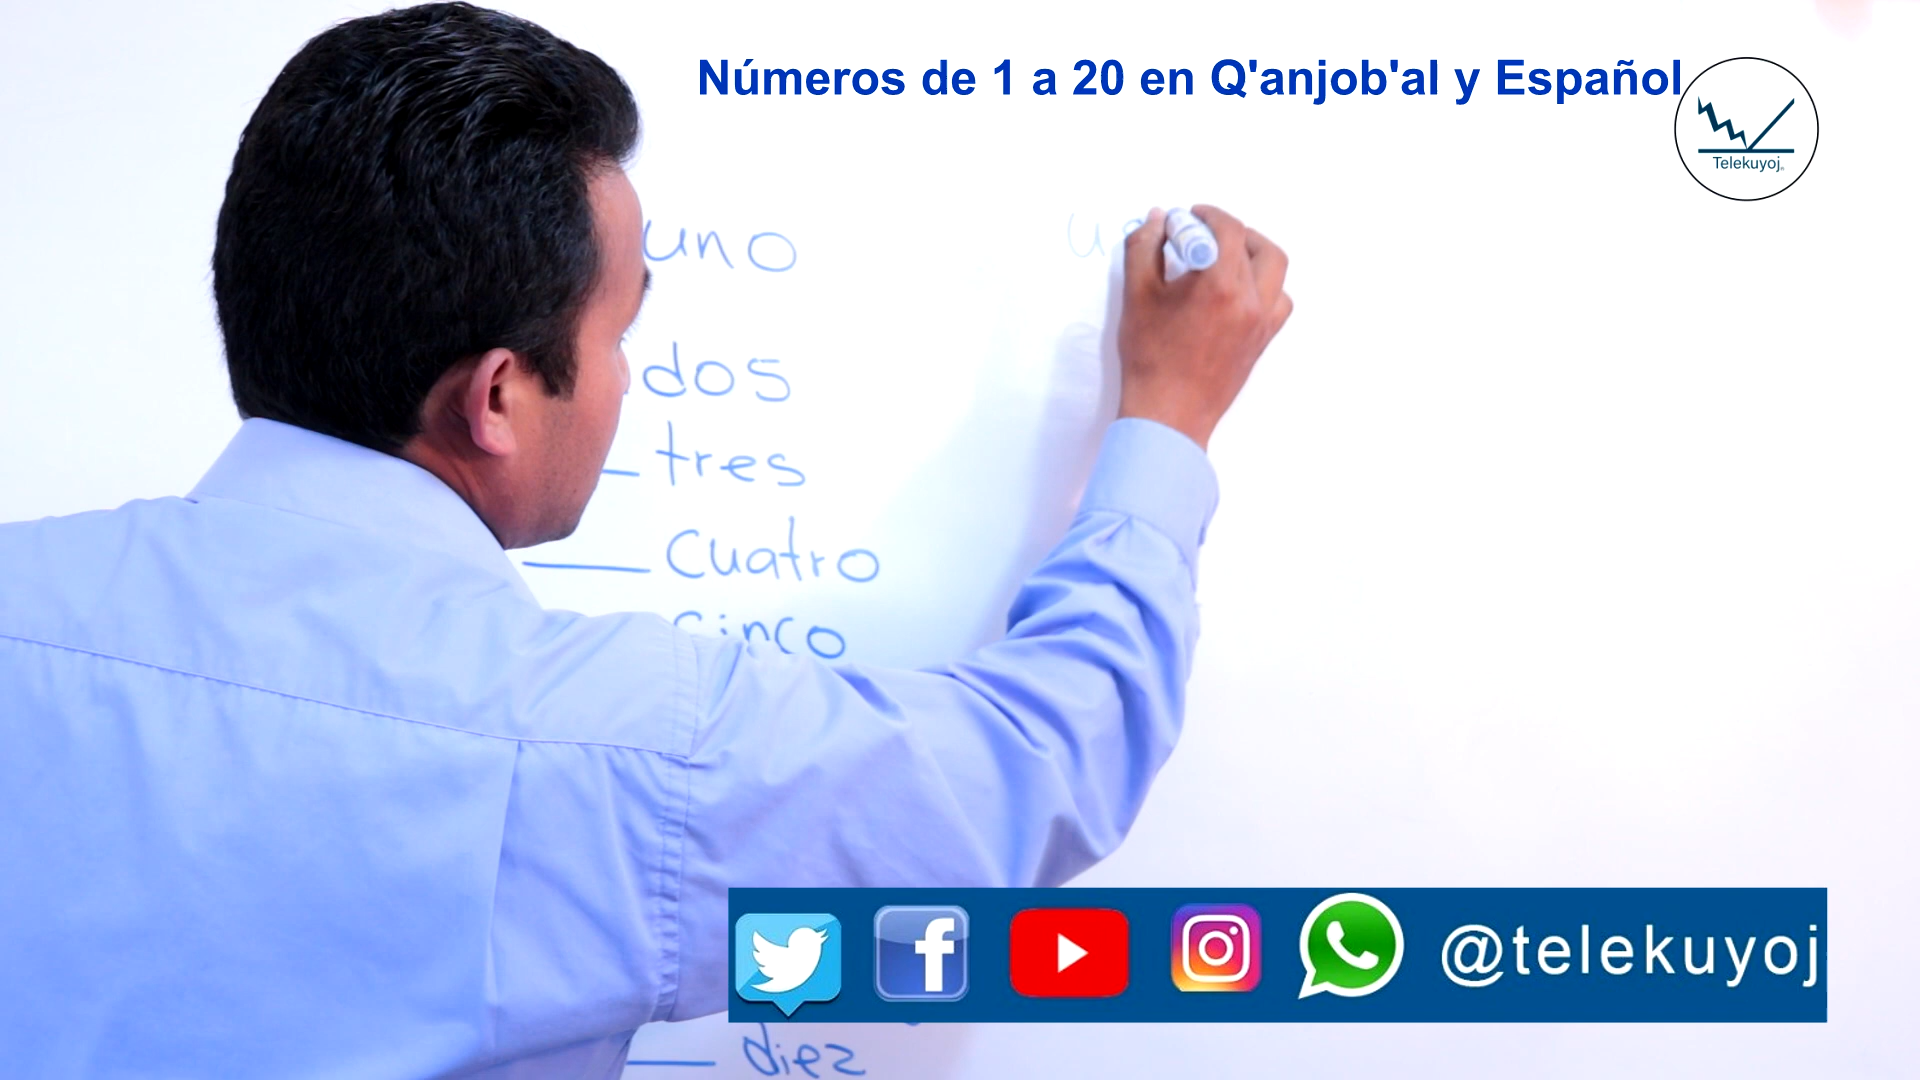 Números de 1 a 20 en Q'anjob'al y Español
Telekuyoj
uno
dos
tres
cuatro
cinco
diez
@telekuyoj